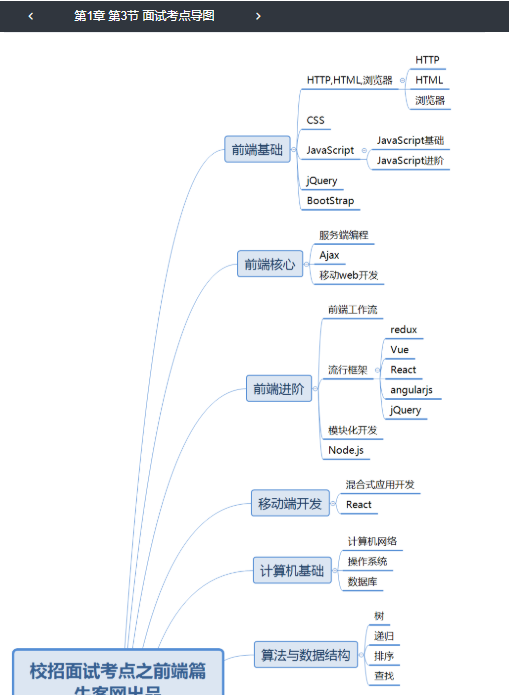 第1章 第3节 面试考点导图
HTTP
HTTP,HTML,浏览器
HTML
浏览器
CSS
前端基础
JavaScript
JavaScript基础
JavaScript进阶
jQuery
BootStrap
服务端编程
前端核心
Ajax
移动web开发
前端工作流
redux
Vue
流行框架
React
前端进阶
angularjs
jQuery
模块化开发
Node.js
混合式应用开发
移动端开发
React
计算机网络
计算机基础
操作系统
数据库
树
递归
算法与数据结构
排序
查找
校招面试考点之前端篇
牛客网出品